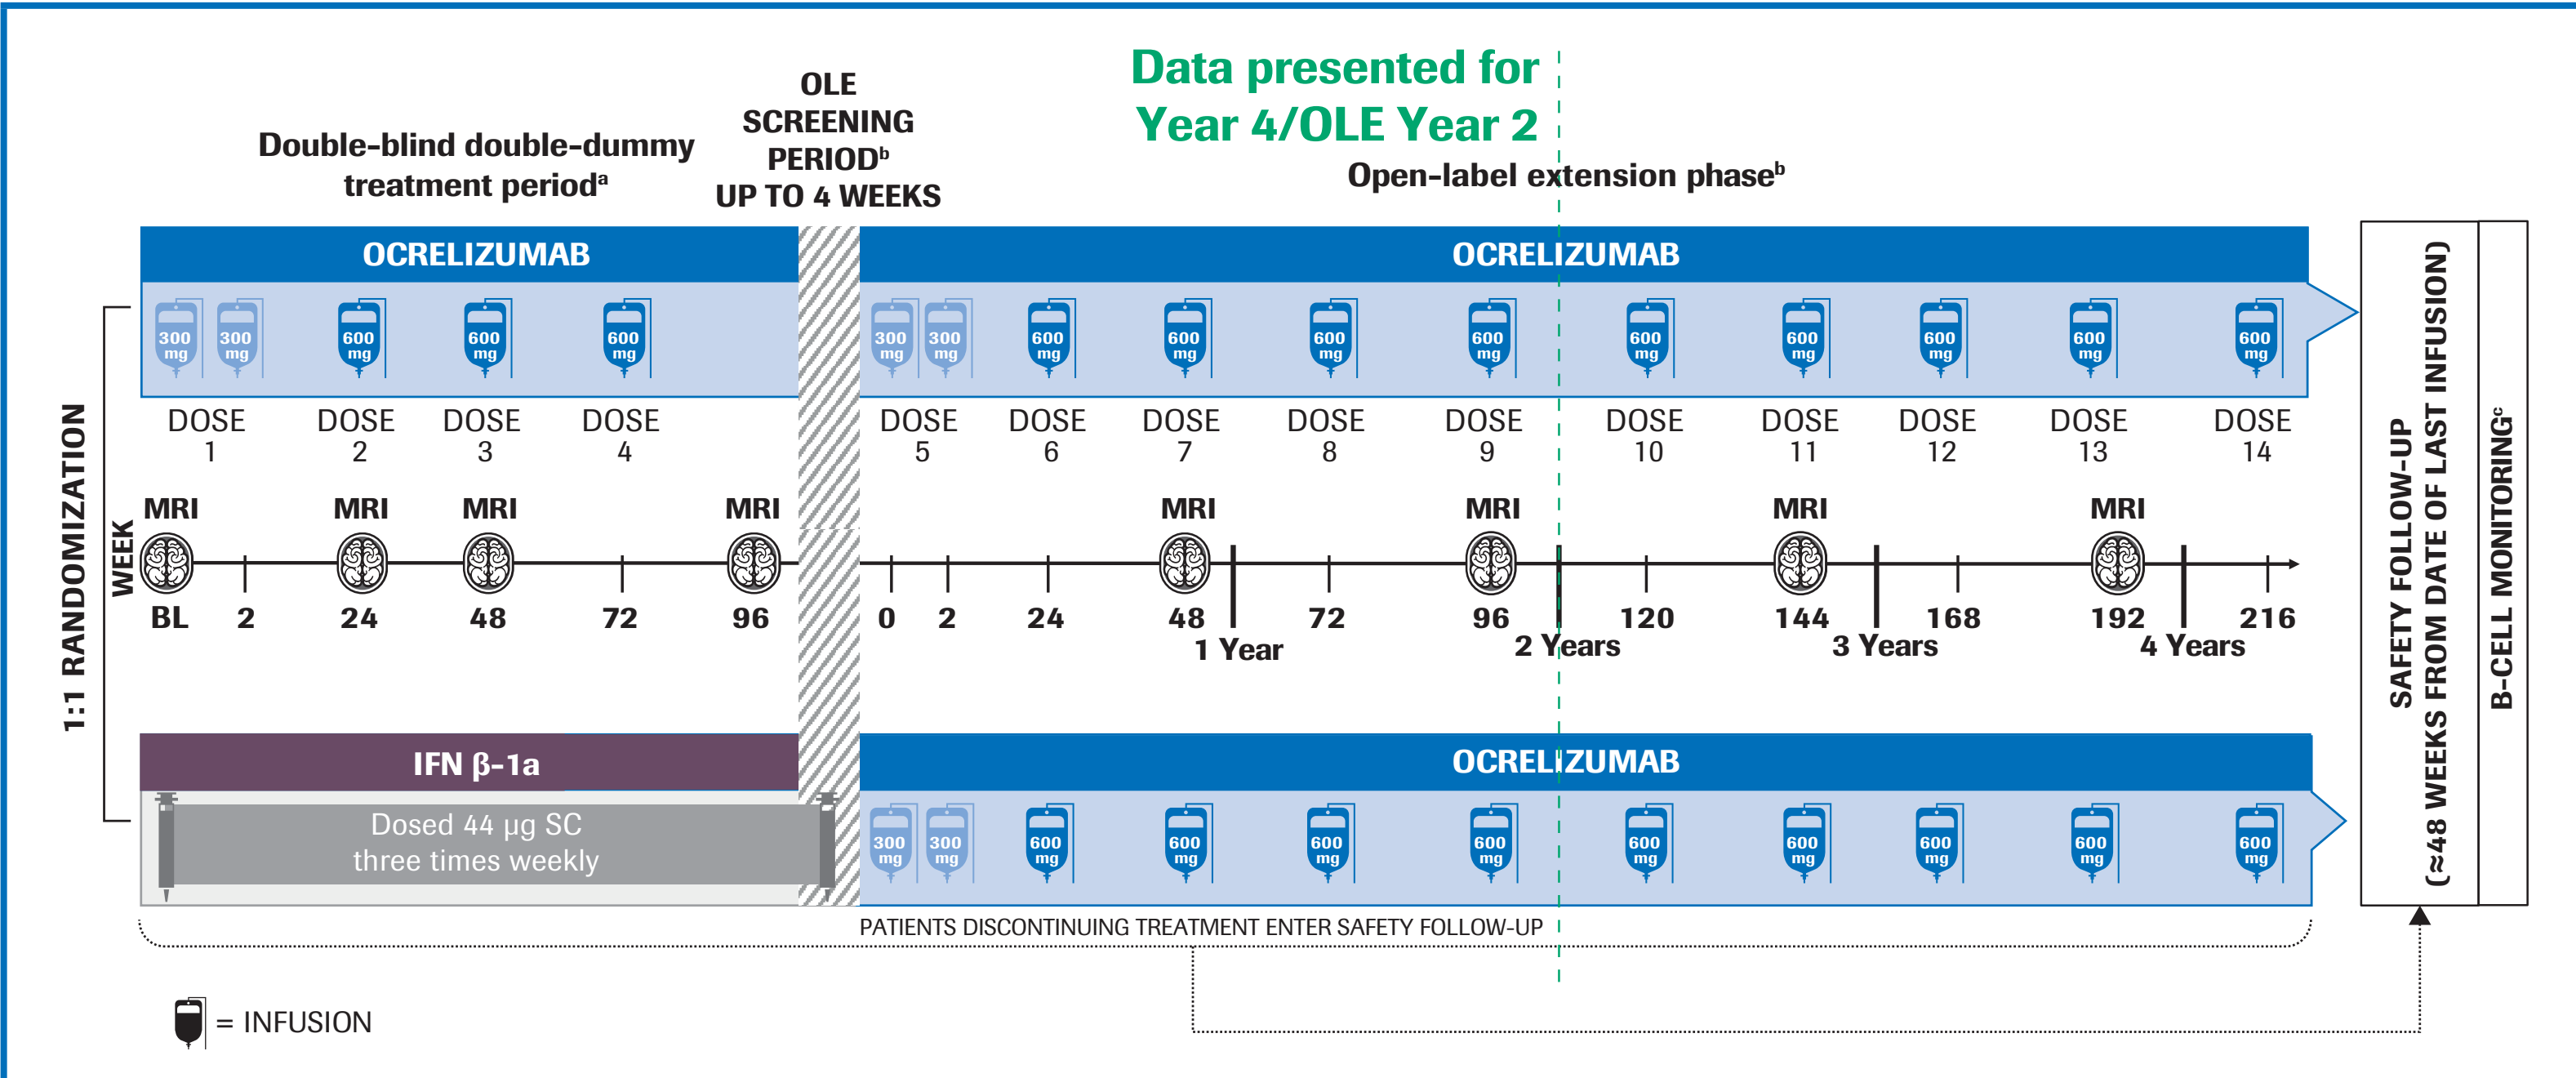 Data presented for
Year 4/OLE Year 2
OLE
SCREENING
PERIODᵇ
UP TO 4 WEEKS
Double-blind double-dummy
treatment periodᵃ
Open-label extension phaseᵇ
OCRELIZUMAB
OCRELIZUMAB
300 mg
300 mg
600 mg
600 mg
600 mg
300 mg
300 mg
600 mg
600 mg
600 mg
600 mg
600 mg
600 mg
600 mg
600 mg
600 mg
DOSE 1
DOSE 2
DOSE 3
DOSE 4
DOSE 5
DOSE 6
DOSE 7
DOSE 8
DOSE 9
DOSE 10
DOSE 11
DOSE 12
DOSE 13
DOSE 14
1:1 RANDOMIZATION
WEEK
MRI MRI MRI MRI MRI MRI MRI MRI
BL 2 24 48 72 96 0 2 24 48 72 96 120 144 168 192 216
1 Year 2 Years 3 Years 4 Years
IFN β-1a
OCRELIZUMAB
Dosed 44 µg SC
three times weekly
300 mg
300 mg
600 mg
600 mg
600 mg
600 mg
600 mg
600 mg
600 mg
600 mg
600 mg
PATIENTS DISCONTINUING TREATMENT ENTER SAFETY FOLLOW-UP
SAFETY FOLLOW-UP
(≈48 WEEKS FROM DATE OF LAST INFUSION)
B-CELL MONITORINGᶜ
= INFUSION